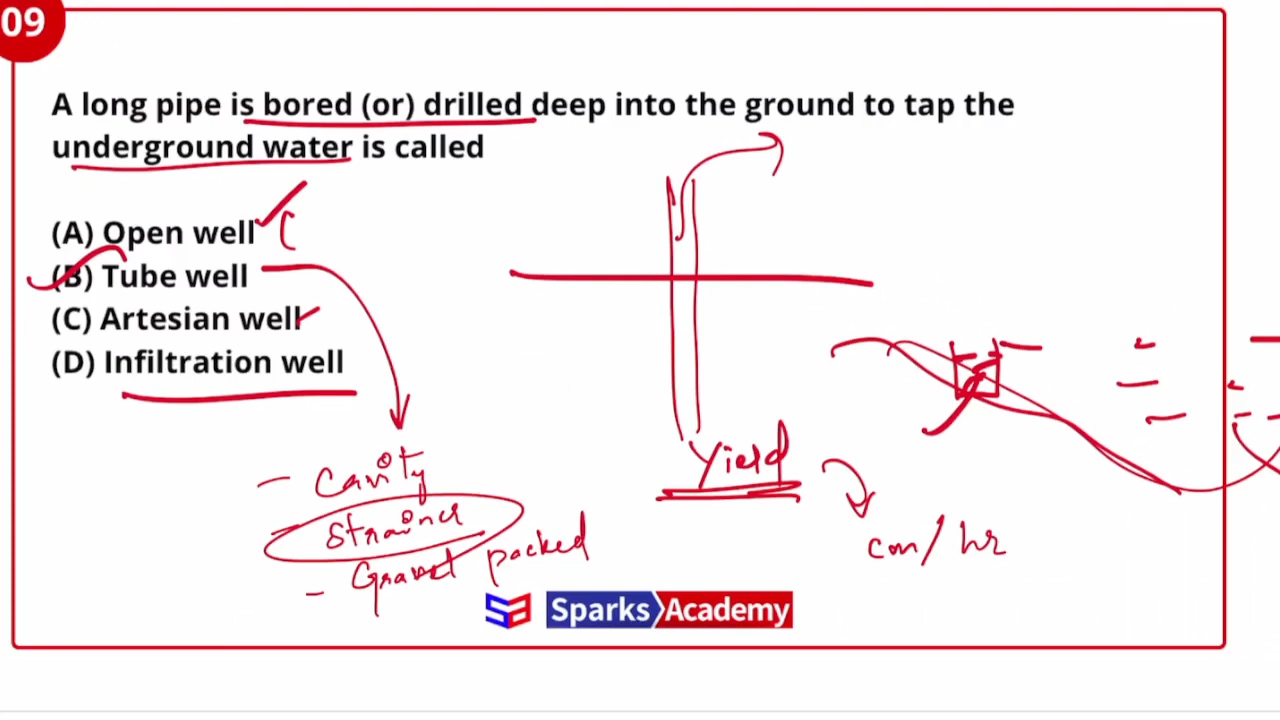 09
A long pipe is bored (or) drilled deep into the ground to tap the
underground water is called
(A) Open well
(B) Tube well
(C) Artesian well
(D) Infiltration well
Yield
- Cavity
- Strainer
- Gravel packed
cm/hr
Sparks Academy